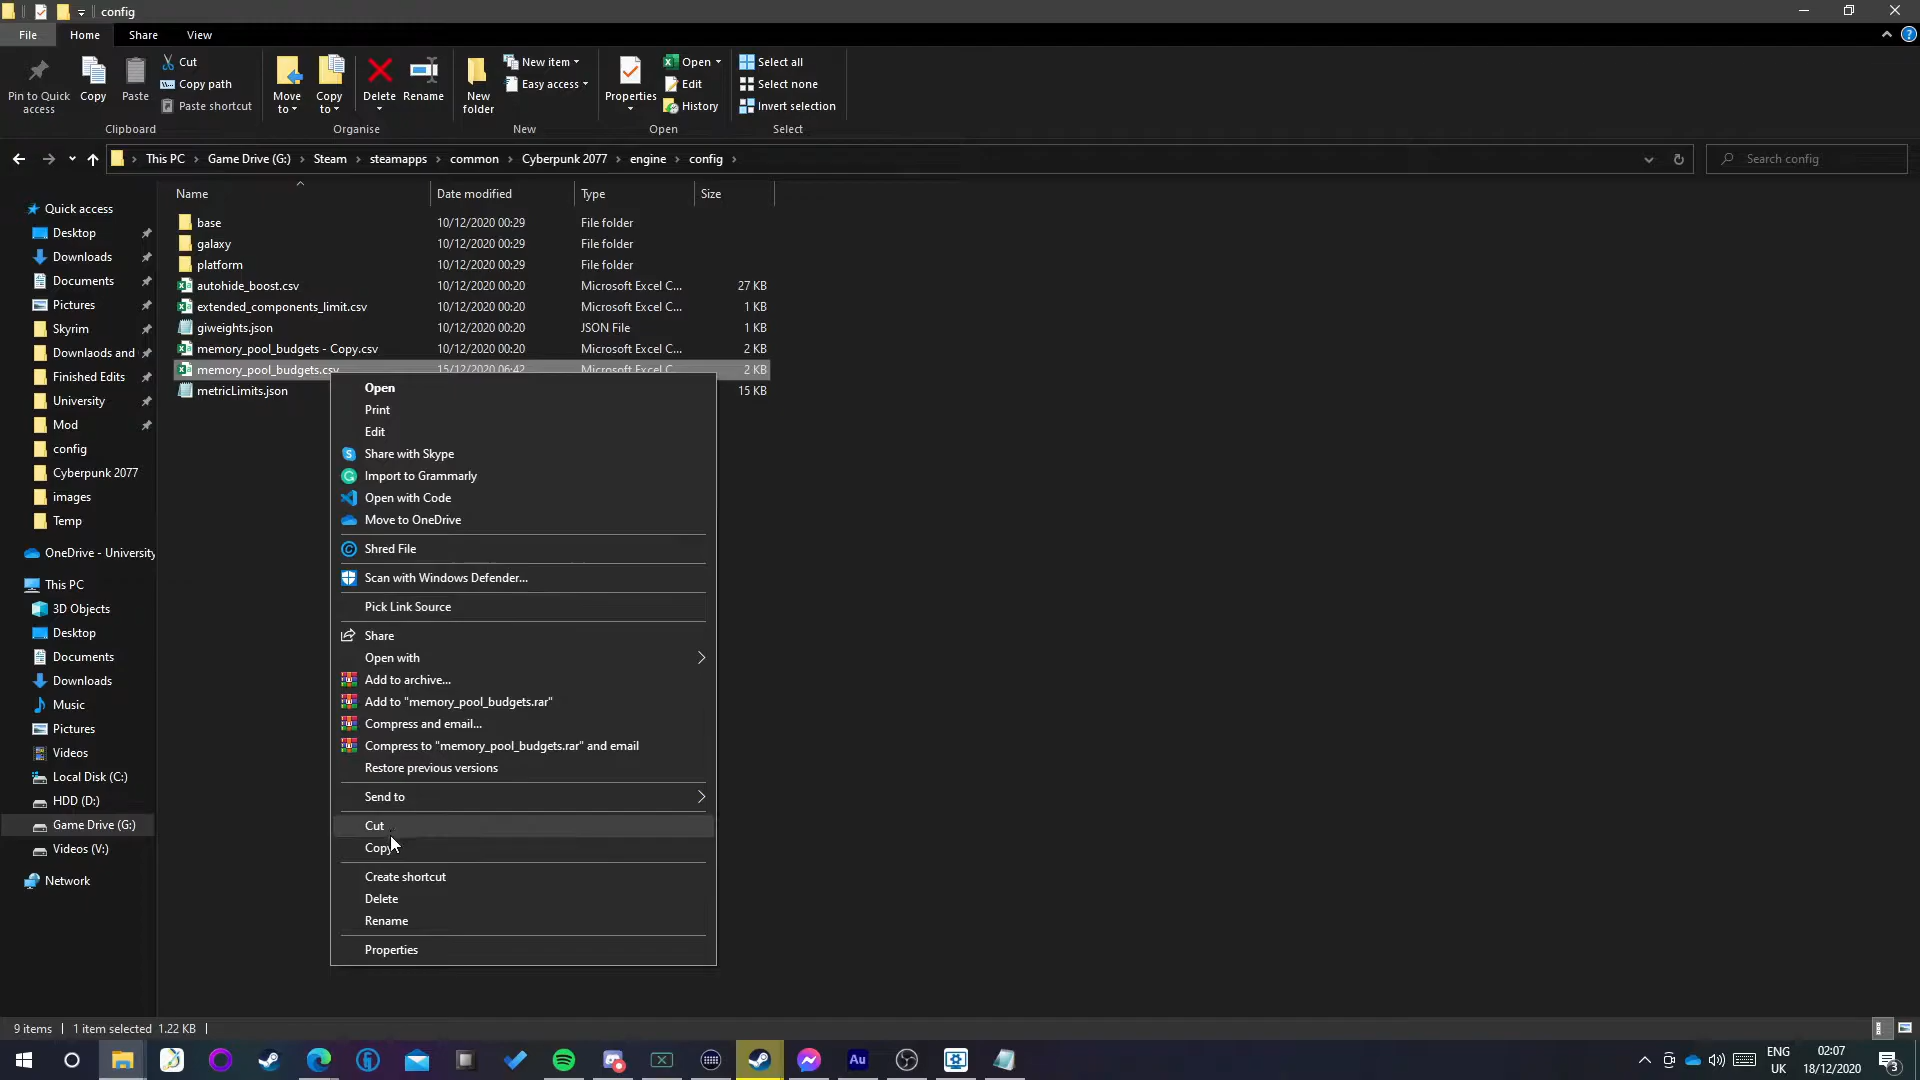 config
File Home Share View
Pin to Quick access
Copy
Paste
Cut
Copy path
Paste shortcut
Clipboard
Move to
Copy to
Delete
Rename
Organise
New folder
New item
Easy access
New
Properties
Open
Edit
History
Open
Select all
Select none
Invert selection
Select
This PC > Game Drive (G:) > Steam > steamapps > common > Cyberpunk 2077 > engine > config >
Search config
Name Date modified Type Size
base 10/12/2020 00:29 File folder
galaxy 10/12/2020 00:29 File folder
platform 10/12/2020 00:29 File folder
autohide_boost.csv 10/12/2020 00:20 Microsoft Excel C... 27 KB
extended_components_limit.csv 10/12/2020 00:20 Microsoft Excel C... 1 KB
giweights.json 10/12/2020 00:20 JSON File 1 KB
memory_pool_budgets - Copy.csv 10/12/2020 00:20 Microsoft Excel C... 2 KB
memory_pool_budgets.csv 15/12/2020 06:42 Microsoft Excel C 2 KB
metricLimits.json 15 KB
Quick access
Desktop
Downloads
Documents
Pictures
Skyrim
Downlaods and
Finished Edits
University
Mod
config
Cyberpunk 2077
images
Temp
OneDrive - University
This PC
3D Objects
Desktop
Documents
Downloads
Music
Pictures
Videos
Local Disk (C:)
HDD (D:)
Game Drive (G:)
Videos (V:)
Network
Open
Print
Edit
Share with Skype
Import to Grammarly
Open with Code
Move to OneDrive
Shred File
Scan with Windows Defender...
Pick Link Source
Share
Open with
Add to archive...
Add to "memory_pool_budgets.rar"
Compress and email...
Compress to "memory_pool_budgets.rar" and email
Restore previous versions
Send to
Cut
Copy
Create shortcut
Delete
Rename
Properties
9 items 1 item selected 1.22 KB
Au
ENG
UK
02:07
18/12/2020
3